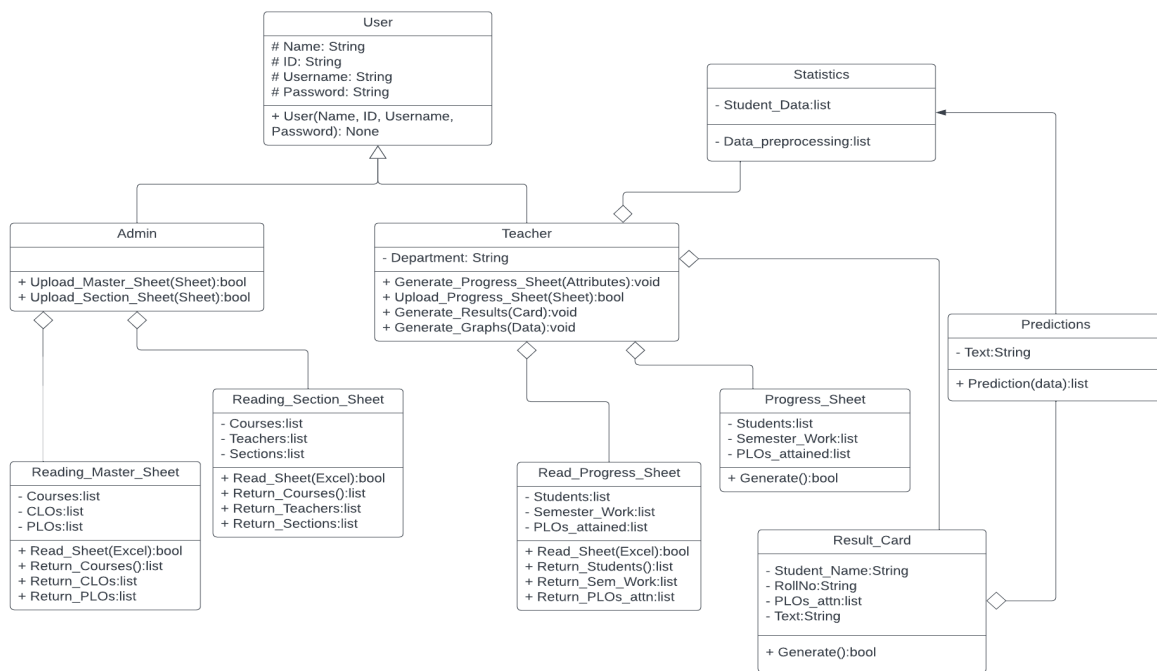 User
# Name: String
# ID: String
# Username: String
# Password: String
+ User(Name, ID, Username,
Password): None
Statistics
- Student_Data:list
- Data_preprocessing:list
Admin
+ Upload_Master_Sheet(Sheet):bool
+ Upload_Section_Sheet(Sheet):bool
Teacher
- Department: String
+ Generate_Progress_Sheet(Attributes):void
+ Upload_Progress_Sheet(Sheet):bool
+ Generate_Results(Card):void
+ Generate_Graphs(Data):void
Predictions
- Text:String
+ Prediction(data):list
Reading_Section_Sheet
- Courses:list
- Teachers:list
- Sections:list
+ Read_Sheet(Excel):bool
+ Return_Courses():list
+ Return_Teachers:list
+ Return_Sections:list
Progress_Sheet
- Students:list
- Semester_Work:list
- PLOs_attained:list
+ Generate():bool
Reading_Master_Sheet
- Courses:list
- CLOs:list
- PLOs:list
+ Read_Sheet(Excel):bool
+ Return_Courses():list
+ Return_CLOs:list
+ Return_PLOs:list
Read_Progress_Sheet
- Students:list
- Semester_Work:list
- PLOs_attained:list
+ Read_Sheet(Excel):bool
+ Return_Students():list
+ Return_Sem_Work:list
+ Return_PLOs_attn:list
Result_Card
- Student_Name:String
- RollNo:String
- PLOs_attn:list
- Text:String
+ Generate():bool